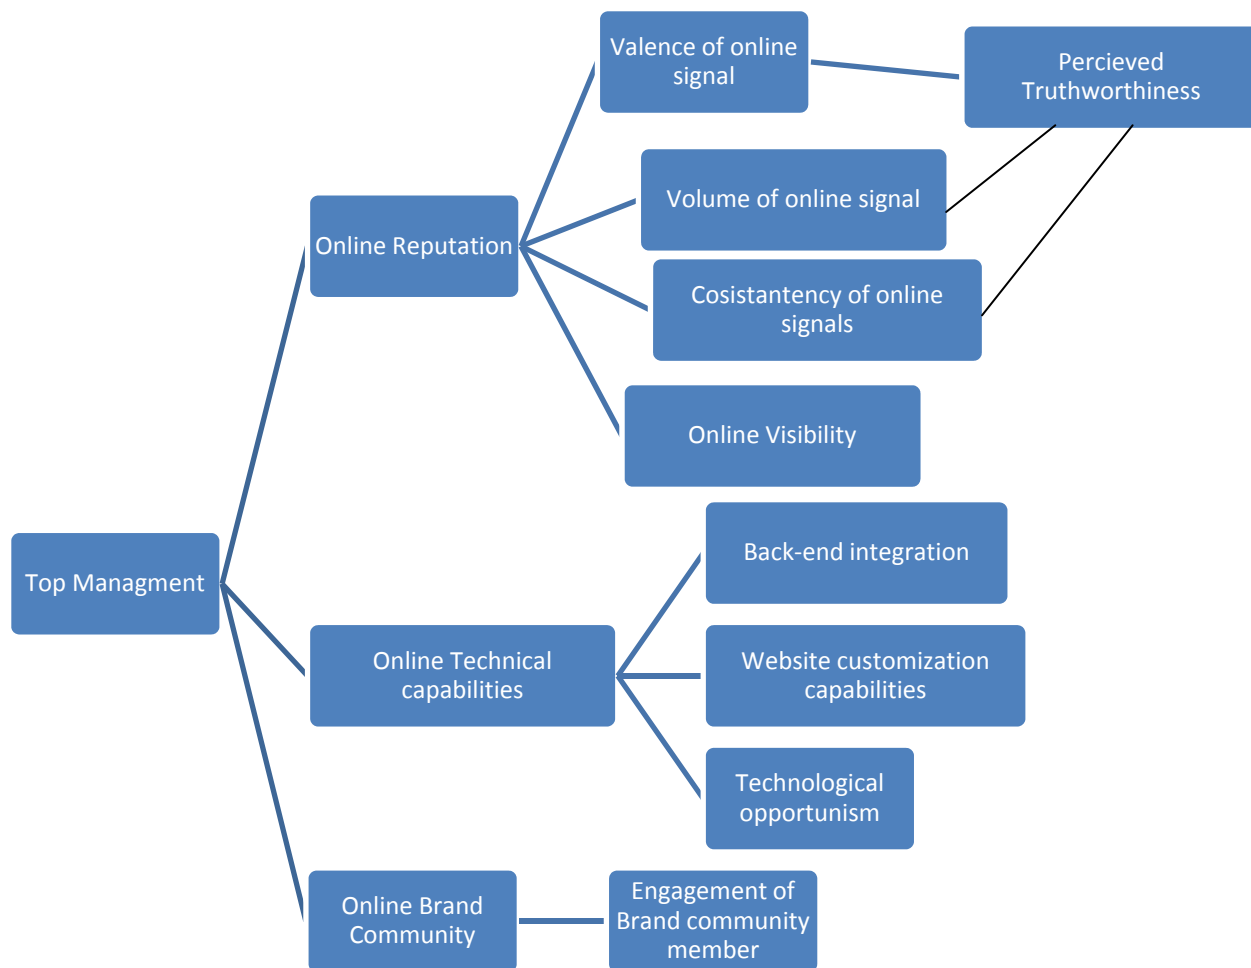 Valence of online
signal
Percieved
Truthworthiness
Volume of online signal
Online Reputation
Cosistantency of online
signals
Online Visibility
Back-end integration
Top Managment
Online Technical
capabilities
Website customization
capabilities
Technological
opportunism
Online Brand
Community
Engagement of
Brand community
member